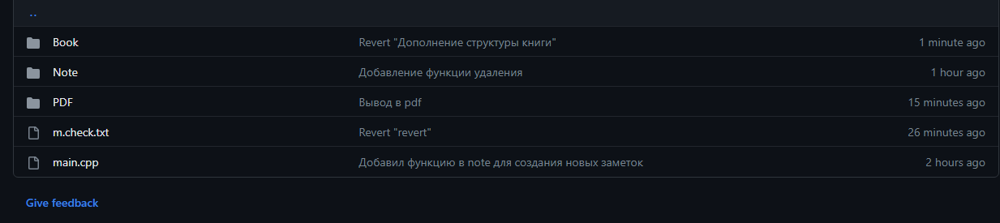 ..
Book Revert "Дополнение структуры книги" 1 minute ago
Note Добавление функции удаления 1 hour ago
PDF Вывод в pdf 15 minutes ago
m.check.txt Revert "revert" 26 minutes ago
main.cpp Добавил функцию в note для создания новых заметок 2 hours ago
Give feedback